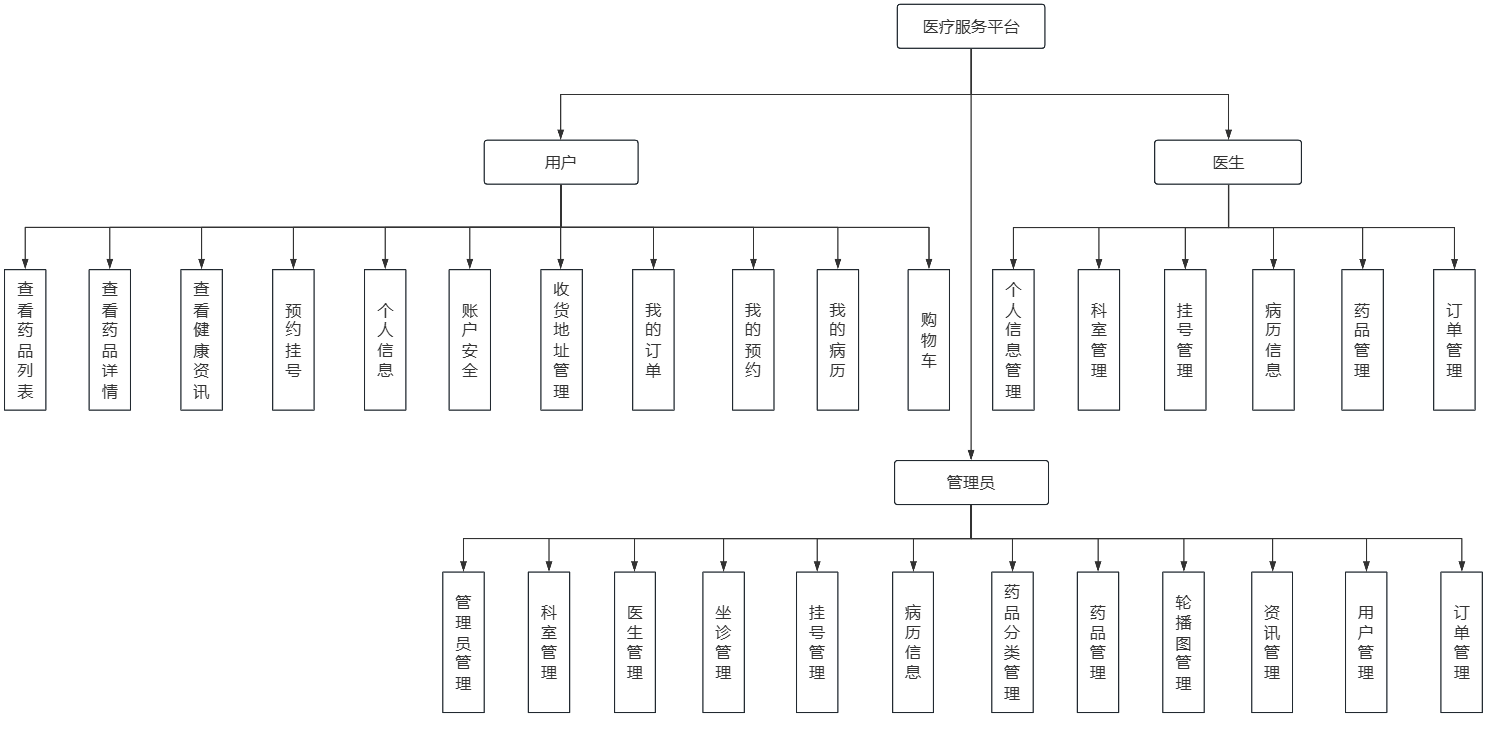 医疗服务平台
用户
医生
查看药品列表
查看药品详情
查看健康资讯
预约挂号
个人信息
账户安全
收货地址管理
我的订单
我的预约
我的病历
购物车
个人信息管理
科室管理
挂号管理
病历信息
药品管理
订单管理
管理员
管理员管理
科室管理
医生管理
坐诊管理
挂号管理
病历信息
药品分类管理
药品管理
轮播图管理
资讯管理
用户管理
订单管理